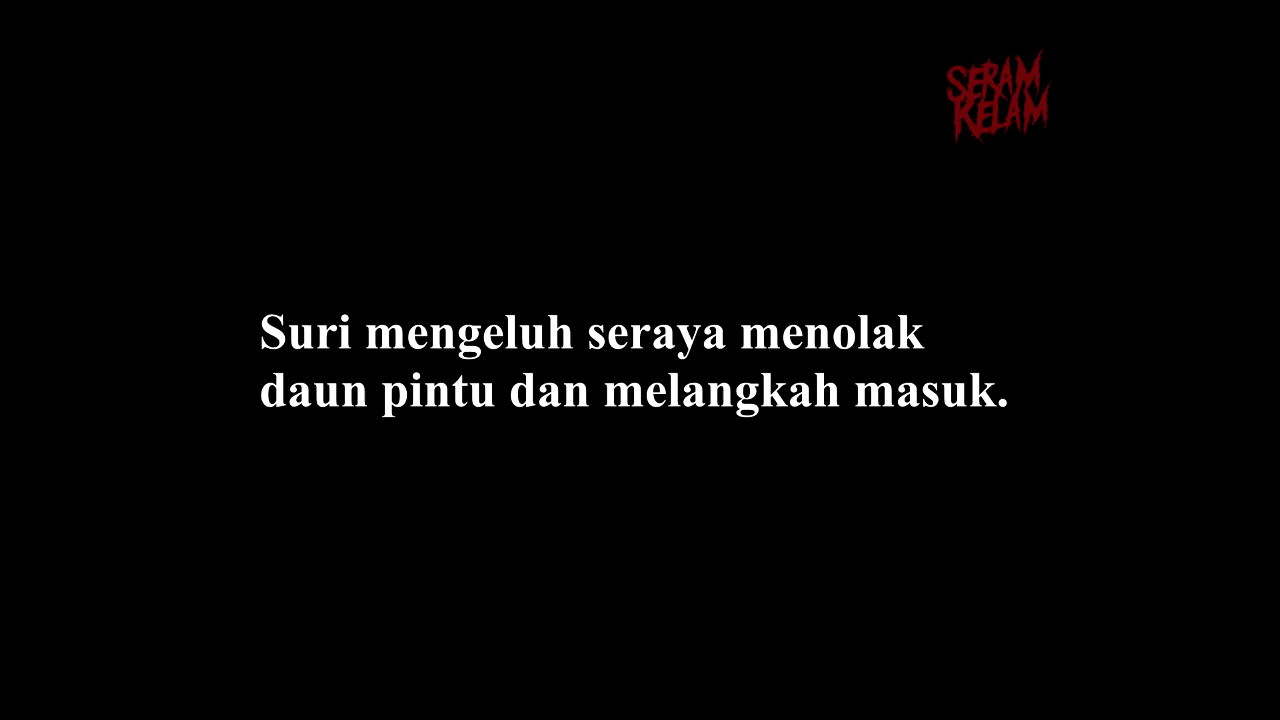 SERAM
KELAM
Suri mengeluh seraya menolak
daun pintu dan melangkah masuk.